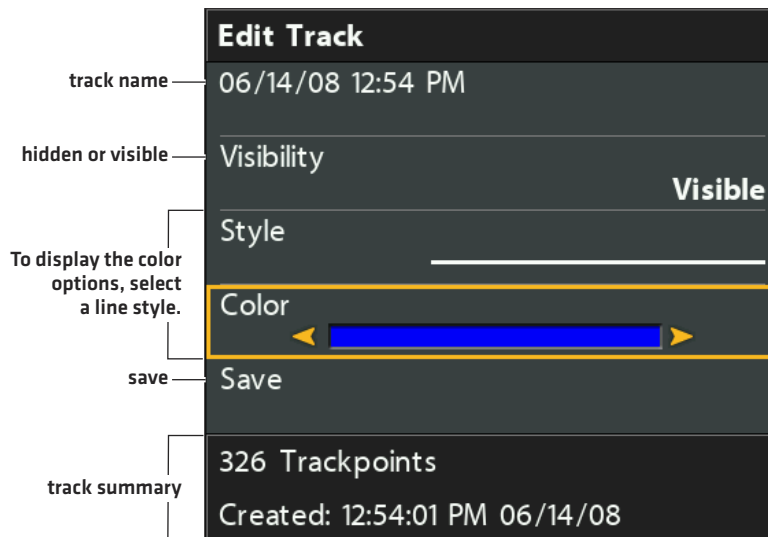 Edit Track
track name
06/14/08 12:54 PM
hidden or visible
Visibility
Visible
To display the color
options, select
a line style.
Style
Color
save
Save
track summary
326 Trackpoints
Created: 12:54:01 PM 06/14/08